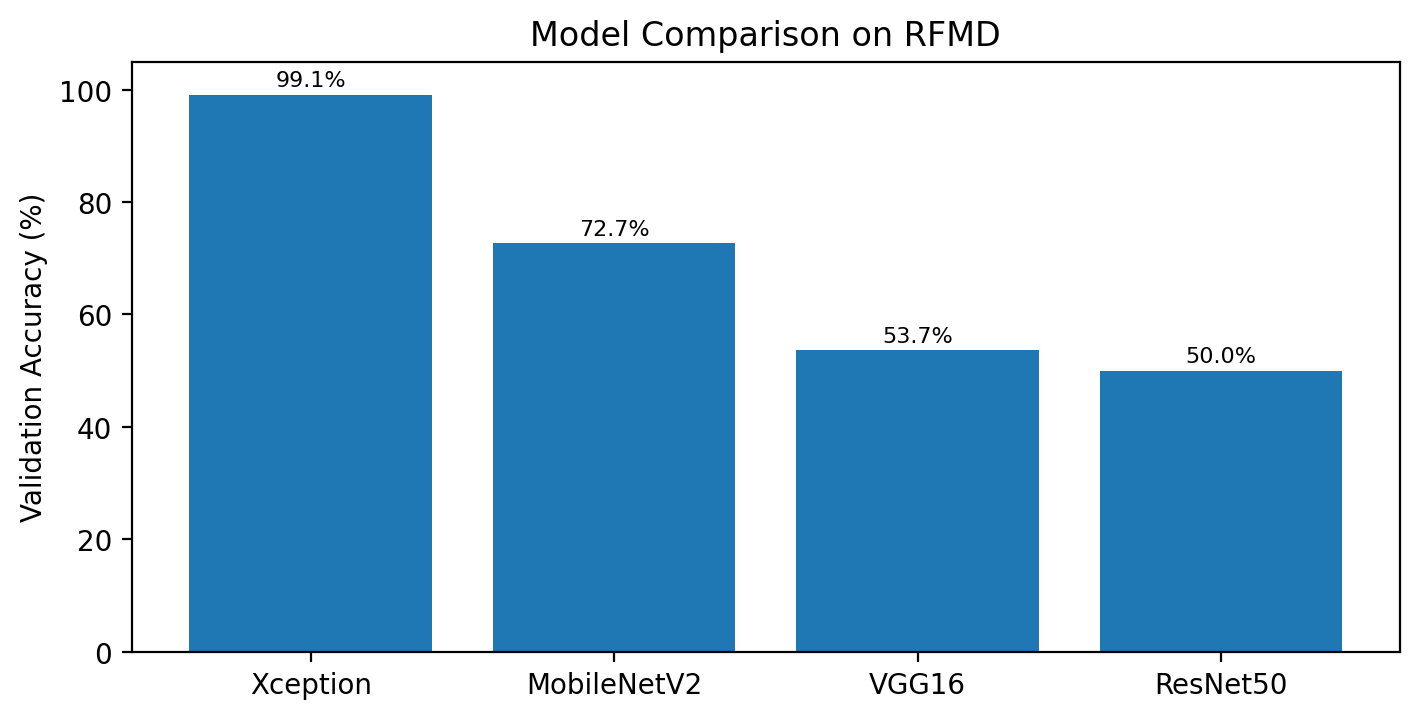 Model Comparison on RFMD
Validation Accuracy (%)
100
80
60
40
20
0
99.1%
72.7%
53.7%
50.0%
Xception
MobileNetV2
VGG16
ResNet50